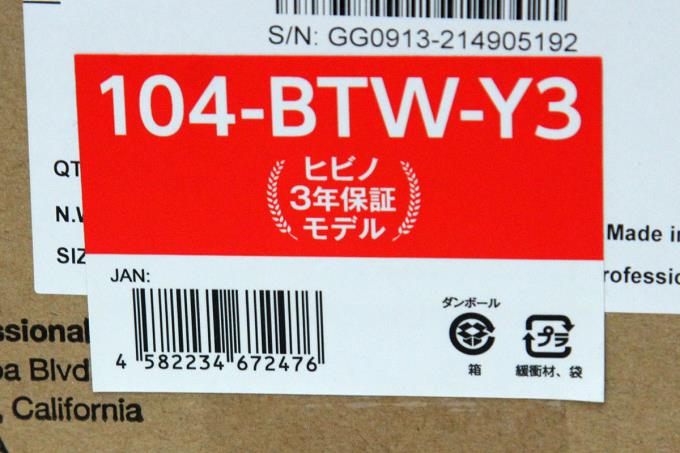 S/N: GG0913-214905192
104-BTW-Y3
ヒビノ
3年保証
モデル
QT
N.W
SIZ
Made in
rofessio
JAN:
4 582234 672476
ダンボール
箱
プラ
緩衝材、袋
ssional
pa Blvd
, California